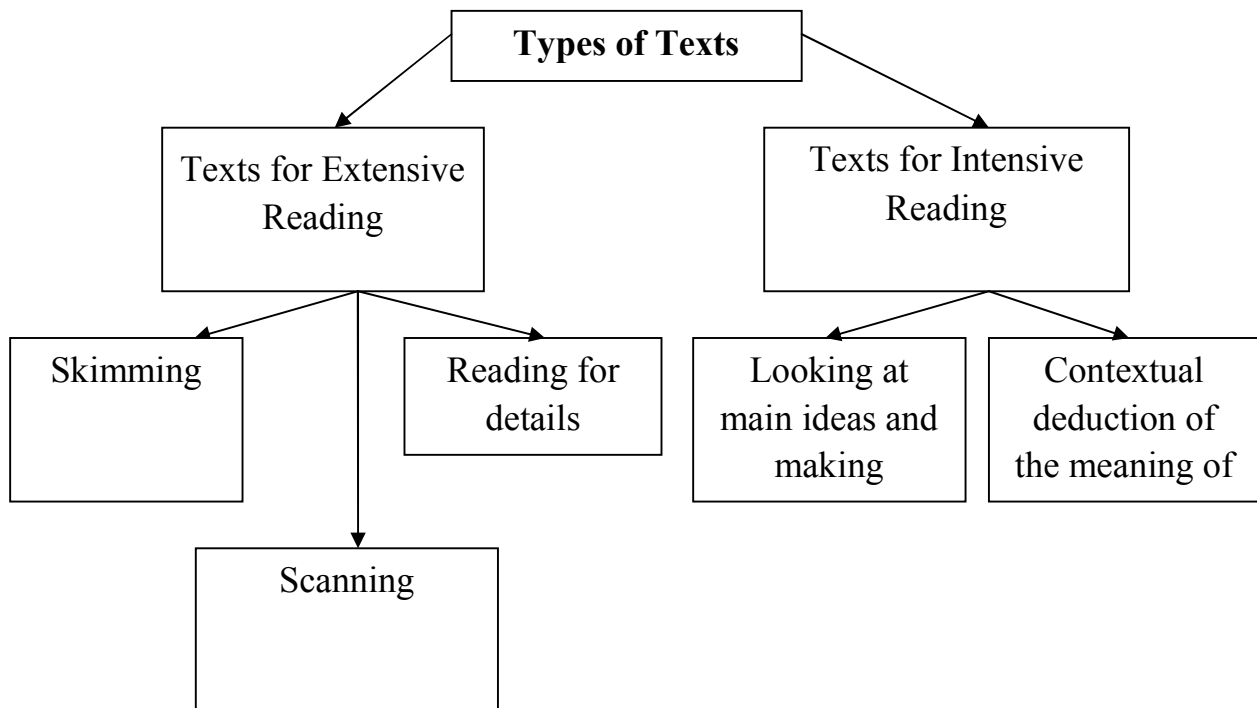 Types of Texts
Texts for Extensive
Reading
Texts for Intensive
Reading
Skimming
Reading for
details
Looking at
main ideas and
making
Contextual
deduction of
the meaning of
Scanning